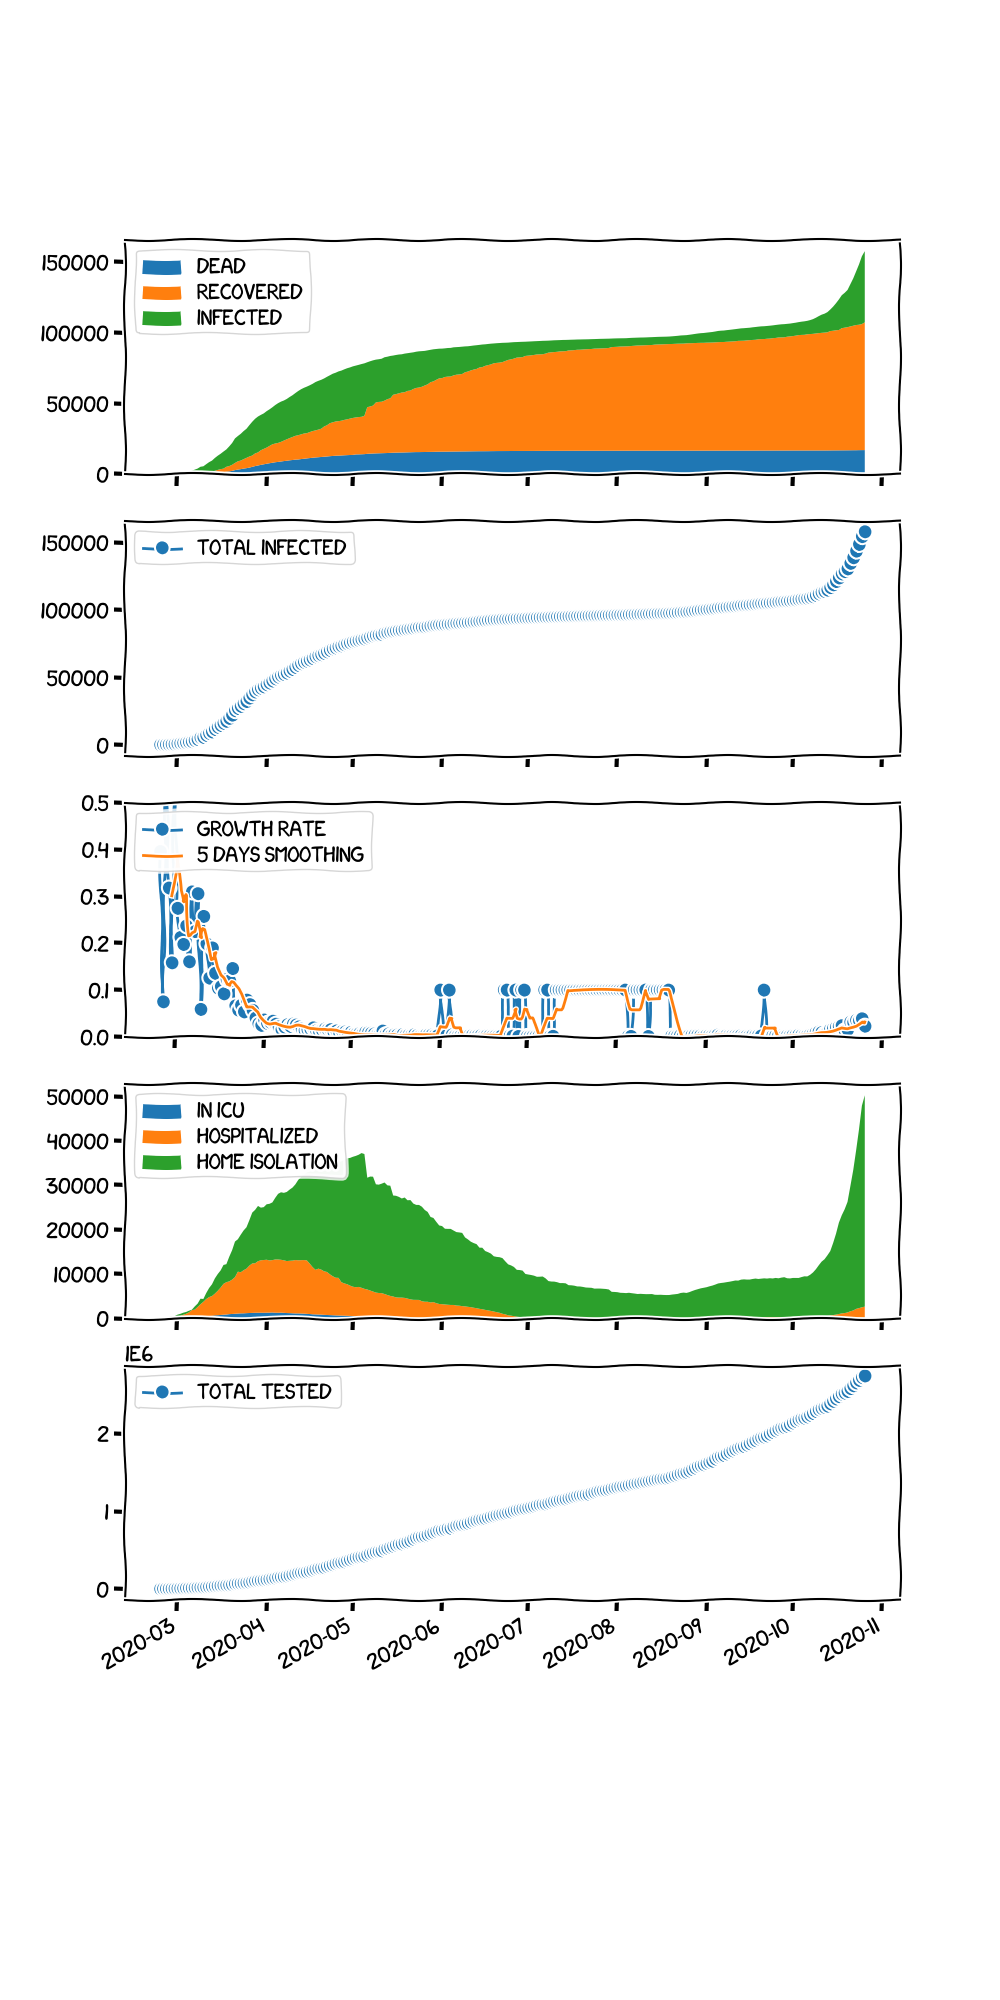 150000
100000
50000
0
DEAD
RECOVERED
INFECTED
150000
100000
50000
0
TOTAL INFECTED
0.5
0.4
0.3
0.2
0.1
0.0
GROWTH RATE
5 DAYS SMOOTHING
50000
40000
30000
20000
10000
0
IN ICU
HOSPITALIZED
HOME ISOLATION
1E6
2
1
0
TOTAL TESTED
2020-03
2020-04
2020-05
2020-06
2020-07
2020-08
2020-09
2020-10
2020-11